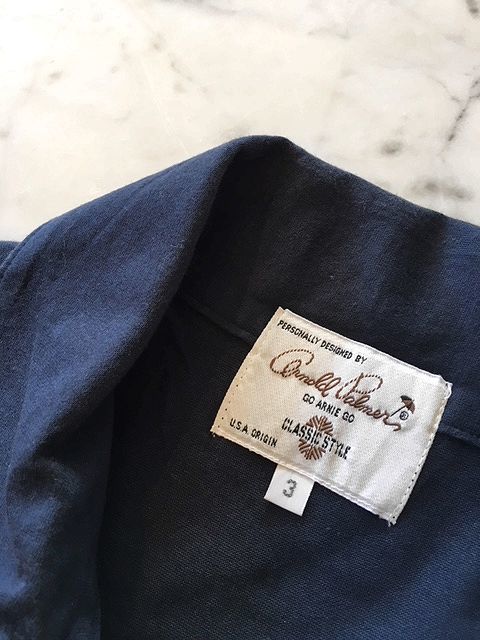 PERSONALLY DESIGNED BY
Arnold Palmer ®
GO ARNIE GO
U.S.A. ORIGIN
CLASSIC STYLE
3